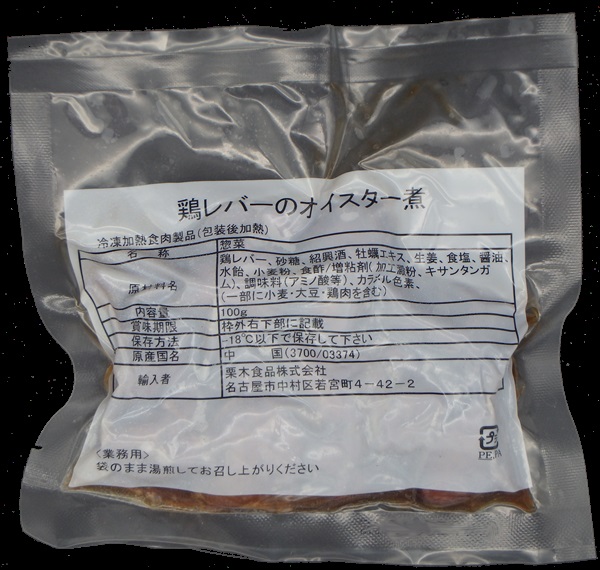 鶏レバーのオイスター煮
冷凍加熱食肉製品(包装後加熱)
名 称 惣菜
原材料名 鶏レバー、砂糖、紹興酒、牡蠣エキス、生姜、食塩、醤油、
水飴、小麦粉、食酢/増粘剤(加工澱粉、キサンタンガ
ム)、調味料(アミノ酸等)、カラメル色素、
(一部に小麦・大豆・鶏肉を含む)
内容量 100g
賞味期限 枠外右下部に記載
保存方法 -18℃以下で保存して下さい
原産国名 中 国(3700/03374)
輸入者 栗木食品株式会社
名古屋市中村区若宮町4-42-2
<業務用>
袋のまま湯煎してお召し上がりください
プラ
PE,PA